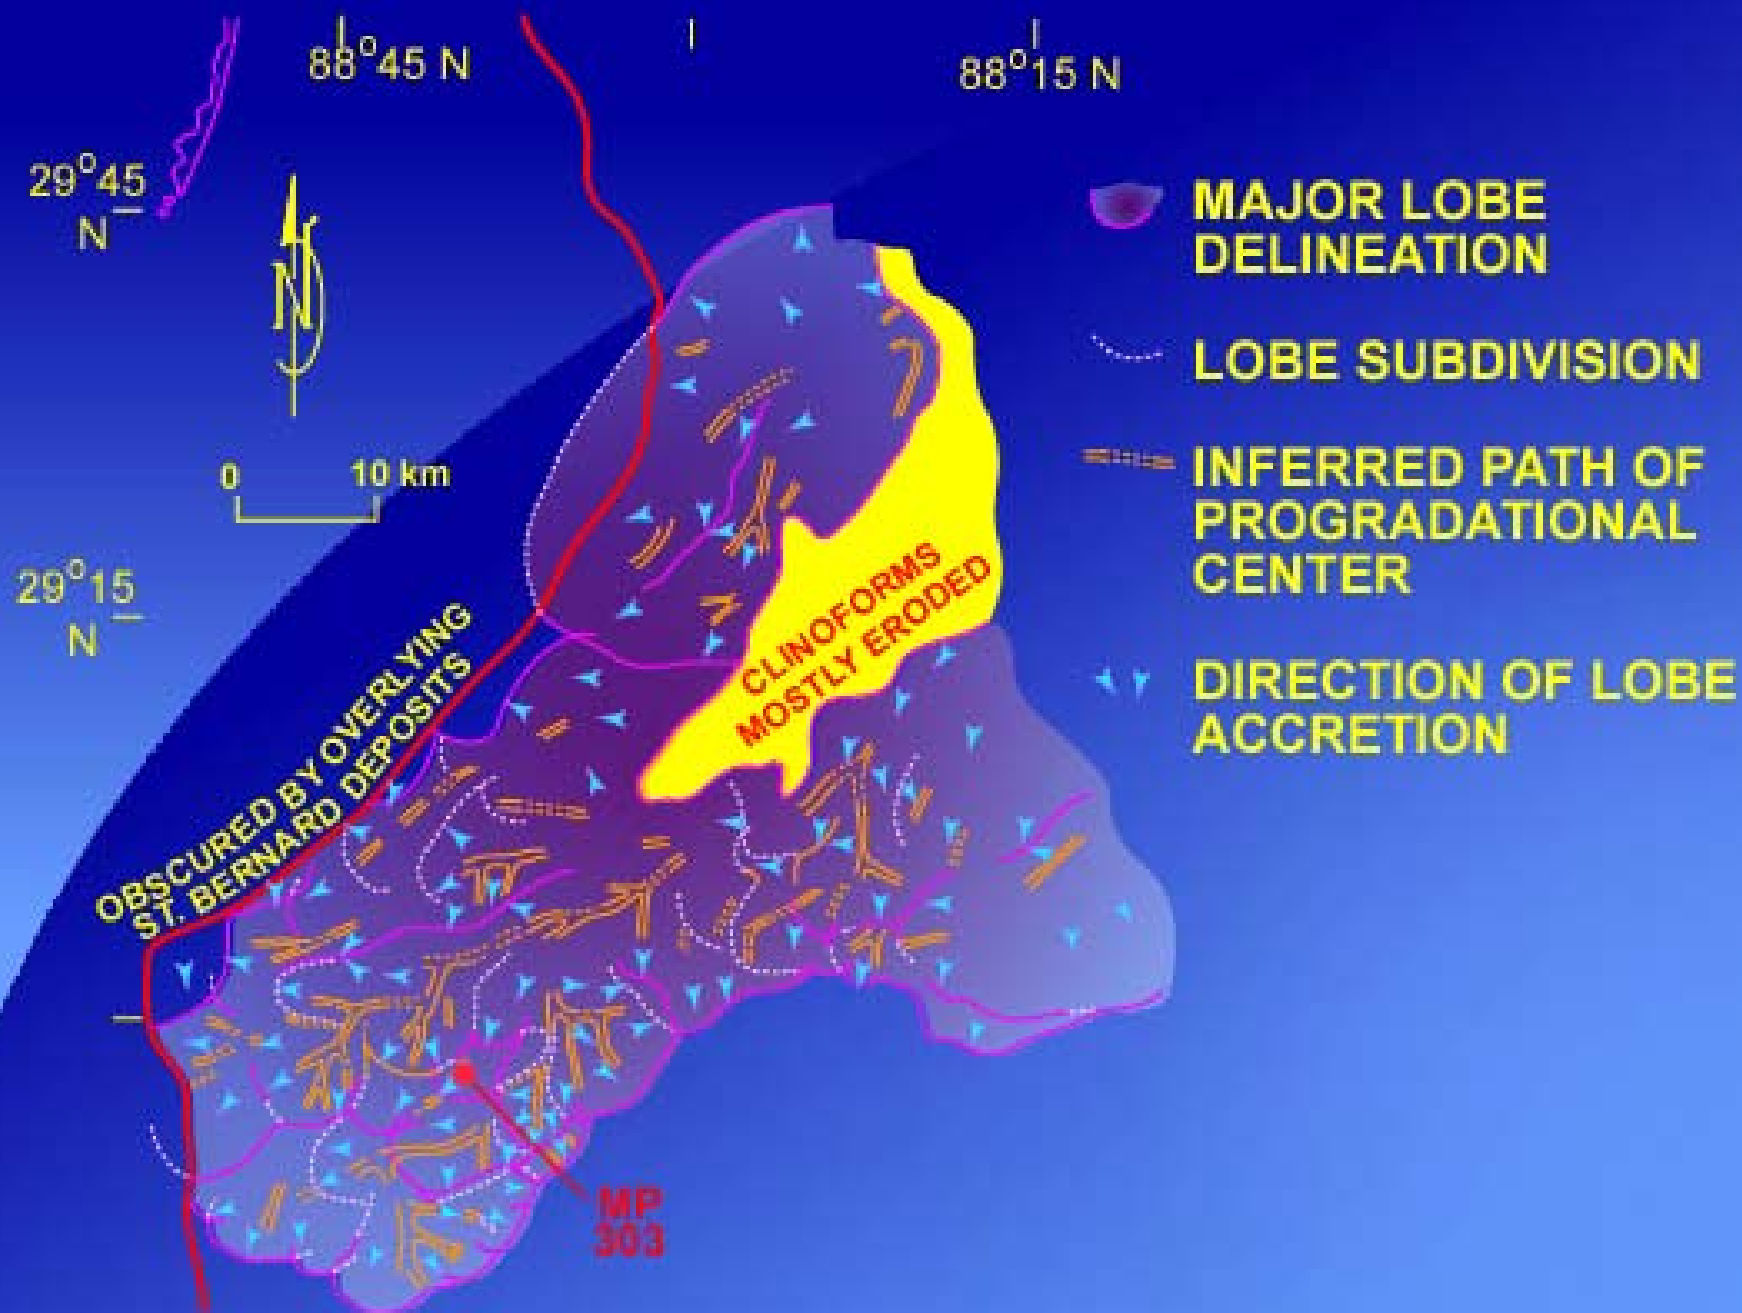 88°45 N
88°15 N
29°45
N
N
0 10 km
29°15
N
MAJOR LOBE
DELINEATION
LOBE SUBDIVISION
INFERRED PATH OF
PROGRADATIONAL
CENTER
DIRECTION OF LOBE
ACCRETION
CLINOFORMS
MOSTLY ERODED
OBSCURED BY OVERLYING
ST. BERNARD DEPOSITS
MP
303